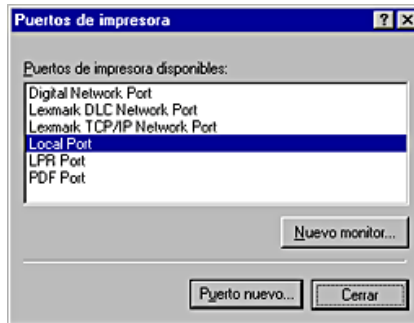 Puertos de impresora
Puertos de impresora disponibles:
Digital Network Port
Lexmark DLC Network Port
Lexmark TCP/IP Network Port
Local Port
LPR Port
PDF Port
Nuevo monitor...
Puerto nuevo...
Cerrar